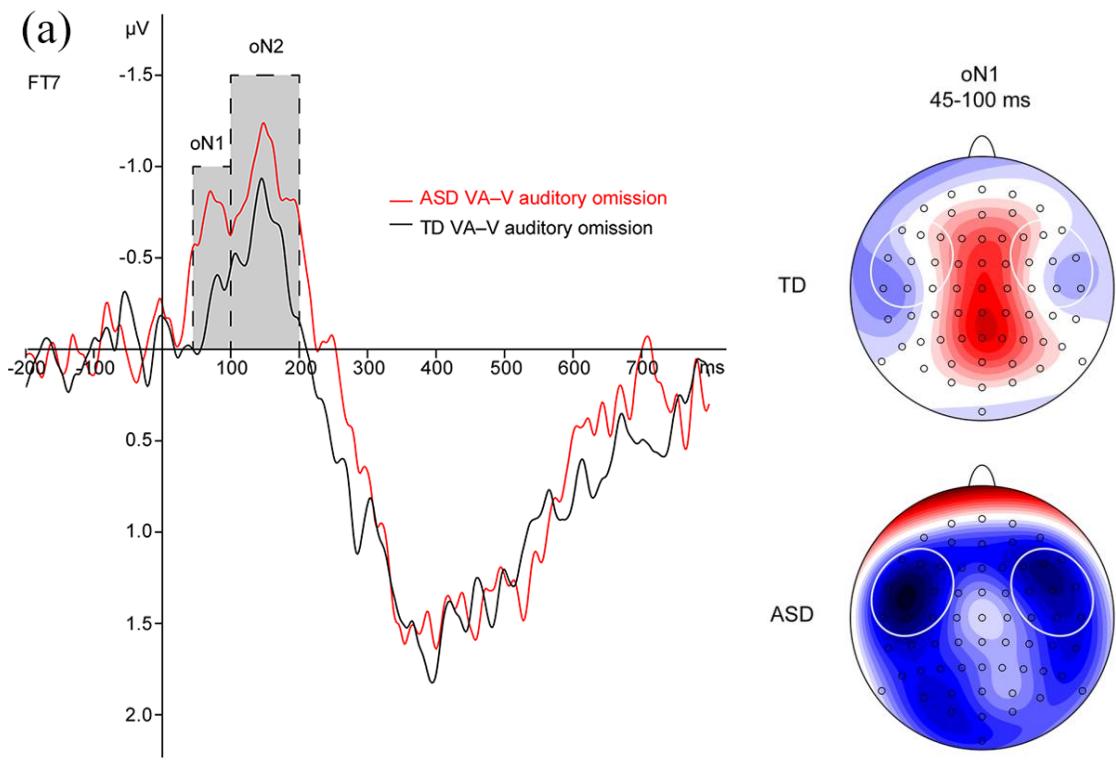 (a)
µV
oN2
-1.5
FT7
oN1
-1.0
ASD VA–V auditory omission
TD VA–V auditory omission
-0.5
-200
-100
100
200
300
400
500
600
700
ms
0.5
1.0
1.5
2.0
oN1
45-100 ms
TD
ASD